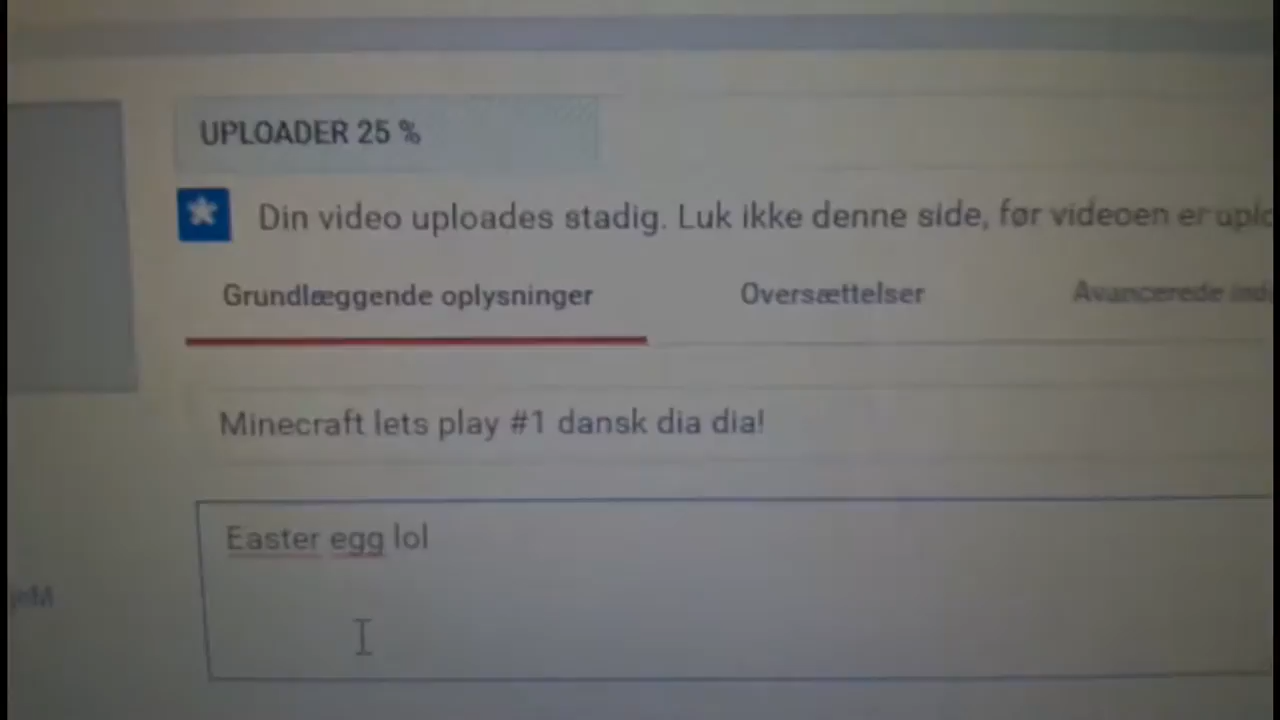 UPLOADER 25 %
Din video uploades stadig. Luk ikke denne side, før videoen er
Grundlæggende oplysninger Oversættelser Avancerede
Minecraft lets play #1 dansk dia dia!
Easter egg lol